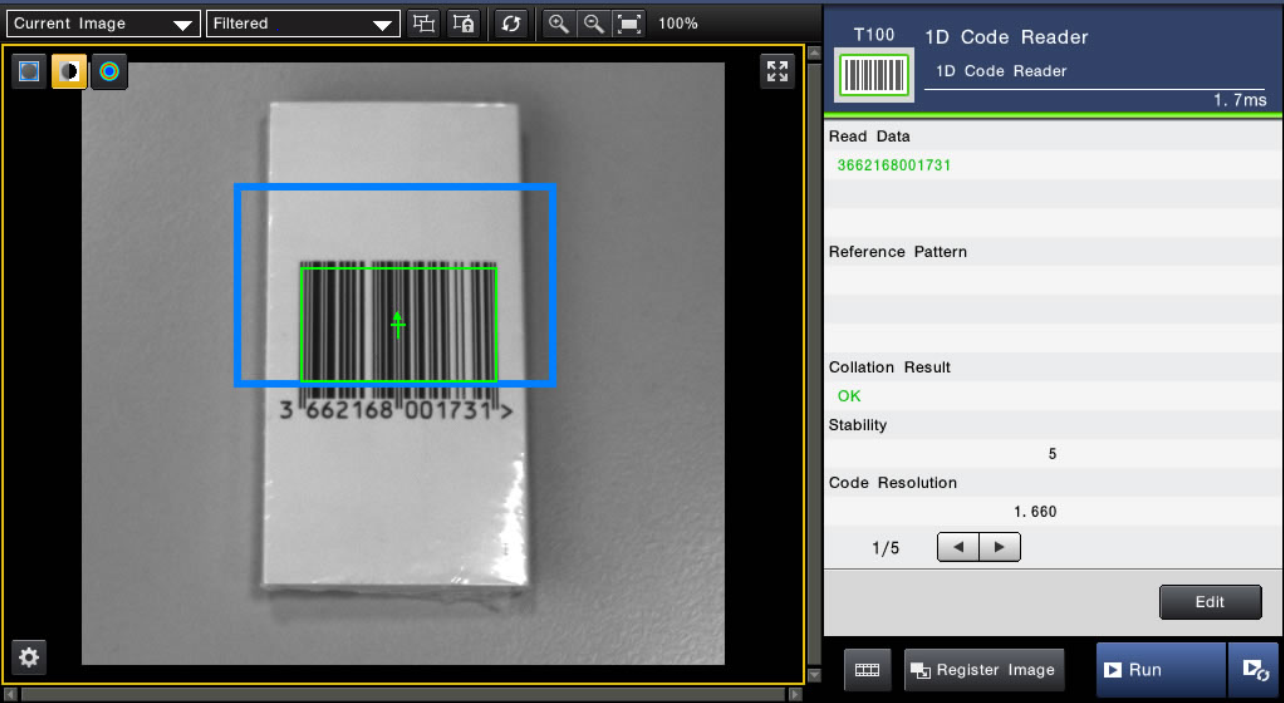 Current Image
Filtered
100%
T100
1D Code Reader
1D Code Reader
1.7ms
Read Data
3662168001731
Reference Pattern
Collation Result
OK
Stability
5
Code Resolution
1.660
1/5
Edit
Register Image
Run
3 662168 001731 >